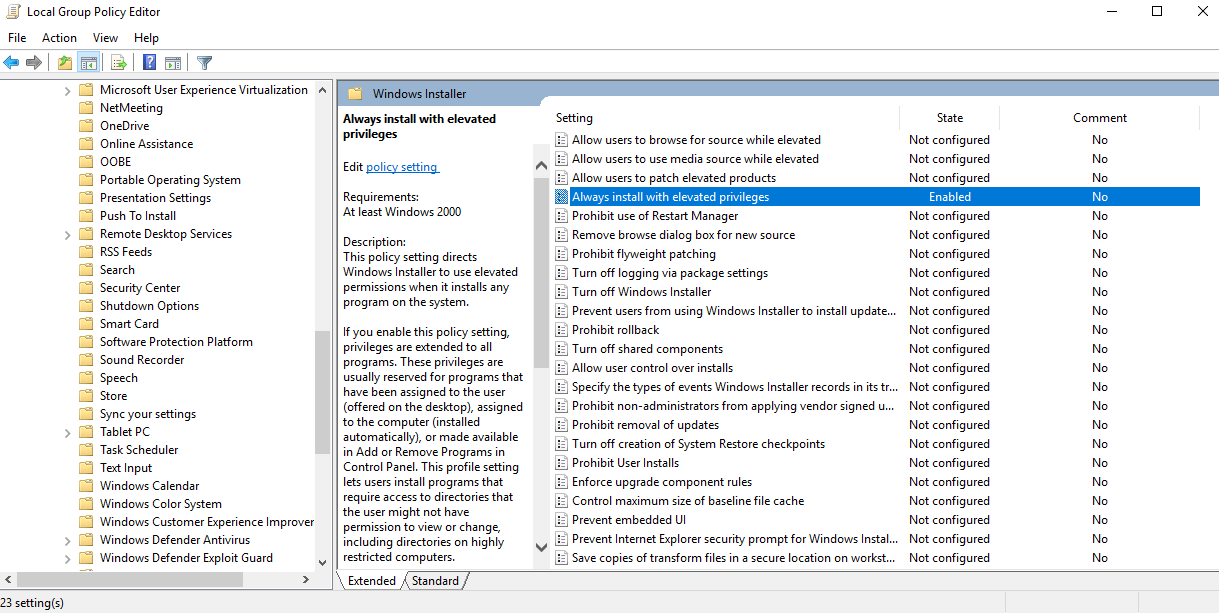 Local Group Policy Editor
File Action View Help
Microsoft User Experience Virtualization
NetMeeting
OneDrive
Online Assistance
OOBE
Portable Operating System
Presentation Settings
Push To Install
Remote Desktop Services
RSS Feeds
Search
Security Center
Shutdown Options
Smart Card
Software Protection Platform
Sound Recorder
Speech
Store
Sync your settings
Tablet PC
Task Scheduler
Text Input
Windows Calendar
Windows Color System
Windows Customer Experience Improver
Windows Defender Antivirus
Windows Defender Exploit Guard
Windows Installer
Always install with elevated
privileges
Edit policy setting
Requirements:
At least Windows 2000
Description:
This policy setting directs
Windows Installer to use elevated
permissions when it installs any
program on the system.
If you enable this policy setting,
privileges are extended to all
programs. These privileges are
usually reserved for programs that
have been assigned to the user
(offered on the desktop), assigned
to the computer (installed
automatically), or made available
in Add or Remove Programs in
Control Panel. This profile setting
lets users install programs that
require access to directories that
the user might not have
permission to view or change,
including directories on highly
restricted computers.
Setting State Comment
Allow users to browse for source while elevated Not configured No
Allow users to use media source while elevated Not configured No
Allow users to patch elevated products Not configured No
Always install with elevated privileges Enabled No
Prohibit use of Restart Manager Not configured No
Remove browse dialog box for new source Not configured No
Prohibit flyweight patching Not configured No
Turn off logging via package settings Not configured No
Turn off Windows Installer Not configured No
Prevent users from using Windows Installer to install update... Not configured No
Prohibit rollback Not configured No
Turn off shared components Not configured No
Allow user control over installs Not configured No
Specify the types of events Windows Installer records in its tr... Not configured No
Prohibit non-administrators from applying vendor signed u... Not configured No
Prohibit removal of updates Not configured No
Turn off creation of System Restore checkpoints Not configured No
Prohibit User Installs Not configured No
Enforce upgrade component rules Not configured No
Control maximum size of baseline file cache Not configured No
Prevent embedded UI Not configured No
Prevent Internet Explorer security prompt for Windows Instal... Not configured No
Save copies of transform files in a secure location on workst... Not configured No
Extended Standard
23 setting(s)